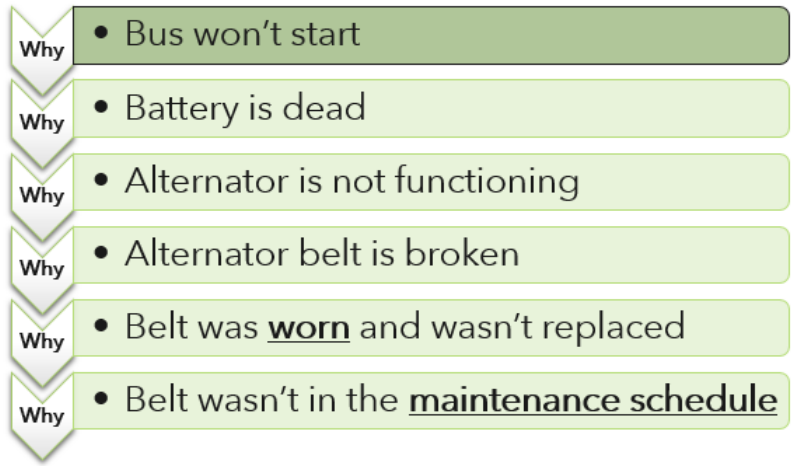 Why • Bus won’t start
Why • Battery is dead
Why • Alternator is not functioning
Why • Alternator belt is broken
Why • Belt was worn and wasn’t replaced
Why • Belt wasn’t in the maintenance schedule